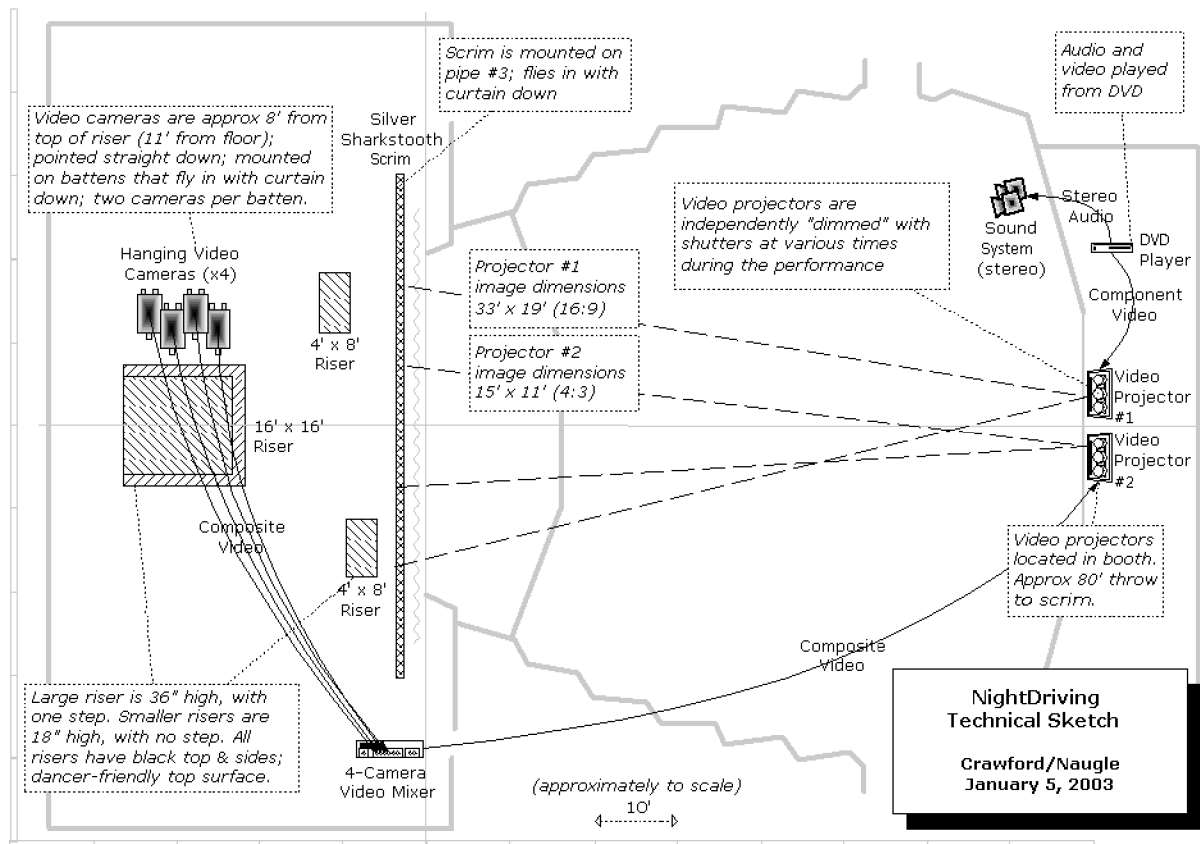 Scrim is mounted on
pipe #3; flies in with
curtain down
Audio and
video played
from DVD
Video cameras are approx 8' from
top of riser (11' from floor);
pointed straight down; mounted
on battens that fly in with curtain
down; two cameras per batten.
Silver
Sharkstooth
Scrim
Video projectors are
independently "dimmed" with
shutters at various times
during the performance
Stereo
Audio
Sound
System
(stereo)
DVD
Player
Hanging Video
Cameras (x4)
Projector #1
image dimensions
33' x 19' (16:9)
Component
Video
4' x 8'
Riser
Projector #2
image dimensions
15' x 11' (4:3)
Video
Projector
#1
16' x 16'
Riser
Video
Projector
#2
Composite
Video
Video projectors
located in booth.
Approx 80' throw
to scrim.
4' x 8'
Riser
Composite
Video
Large riser is 36" high, with
one step. Smaller risers are
18" high, with no step. All
risers have black top & sides;
dancer-friendly top surface.
4-Camera
Video Mixer
(approximately to scale)
10'
NightDriving
Technical Sketch
Crawford/Naugle
January 5, 2003